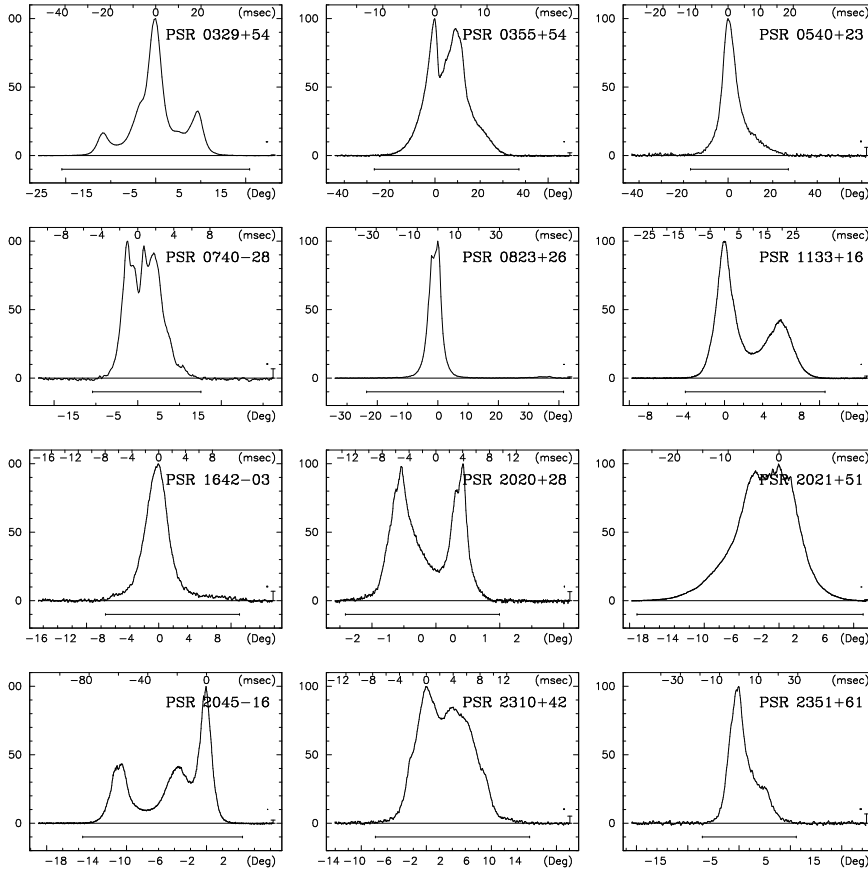 -40 -20 0 20 (msec)
-10 0 10 (msec)
-20 -10 0 10 20 (msec)
00 PSR 0329+54
100 PSR 0355+54
100 PSR 0540+23
50 50 50
0 0 0
-25 -15 -5 5 15 (Deg)
-40 -20 0 20 40 (Deg)
-40 -20 0 20 40 (Deg)
-8 -4 0 4 8 (msec)
-30 -10 0 10 30 (msec)
-25 -15 -5 5 15 25 (msec)
00 PSR 0740-28
100 PSR 0823+26
100 PSR 1133+16
50 50 50
0 0 0
-15 -5 5 15 (Deg)
-30 -20 -10 0 10 30 (Deg)
-8 -4 0 4 8 (Deg)
-16 -12 -8 -4 0 4 8 (msec)
-12 -8 -4 0 4 8 12 (msec)
-20 -10 0 (msec)
00 PSR 1642-03
100 PSR 2020+28
100 PSR 2021+51
50 50 50
0 0 0
-16 -12 -8 -4 0 4 8 (Deg)
-2 -1 0 0 1 2 (Deg)
-18 -14 -10 -6 -2 2 6 (Deg)
-80 -40 0 (msec)
-12 -8 -4 0 4 8 12 (msec)
-30 -10 0 10 30 (msec)
00 PSR 2045-16
100 PSR 2310+42
100 PSR 2351+61
50 50 50
0 0 0
-18 -14 -10 -6 -2 2 (Deg)
-14 -10 -6 -2 2 6 10 14 (Deg)
-15 -5 5 15 (Deg)